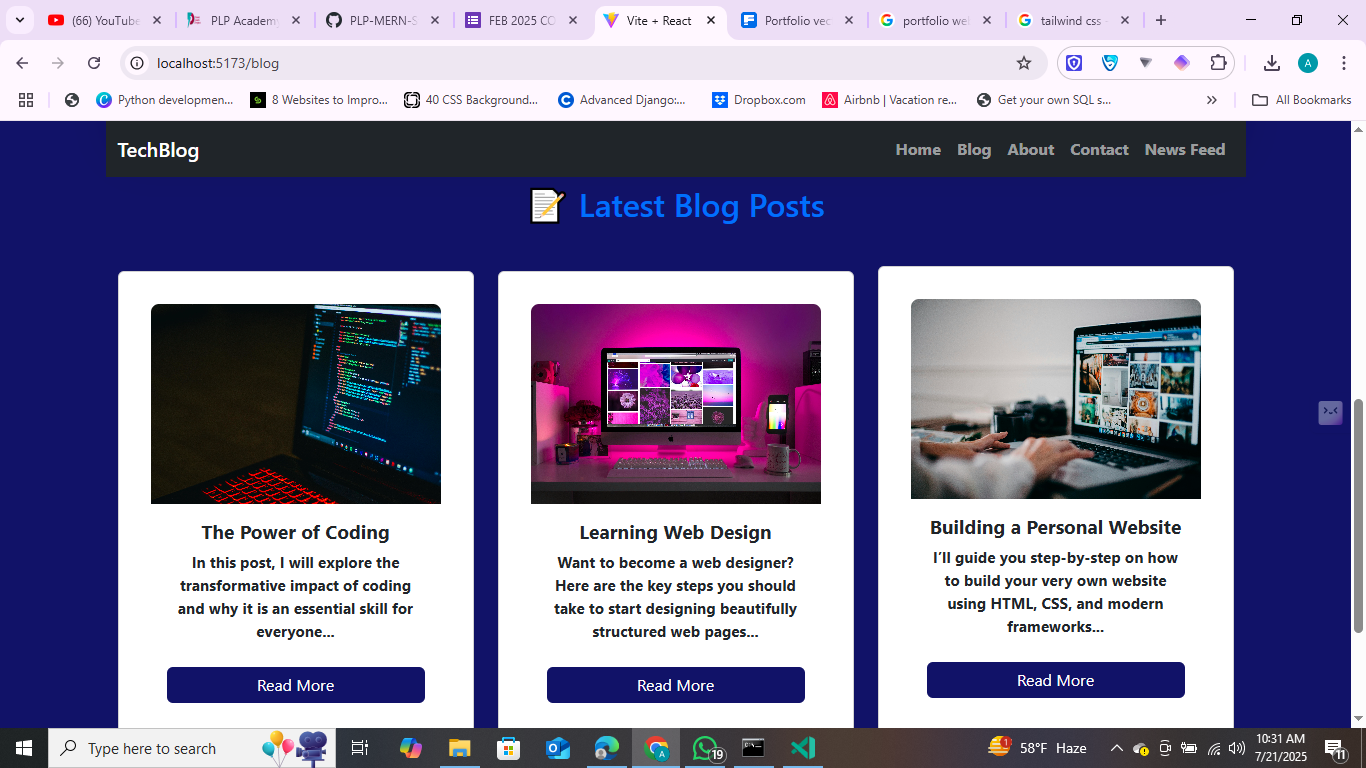 (66) YouTube
PLP Academ
PLP-MERN-S
FEB 2025 CO
Vite + React
Portfolio vec
portfolio we
tailwind css
localhost:5173/blog
A
Python developmen...
8 Websites to Impro...
40 CSS Background...
Advanced Django:...
Dropbox.com
Airbnb | Vacation re...
Get your own SQL s...
All Bookmarks
TechBlog
Home
Blog
About
Contact
News Feed
Latest Blog Posts
The Power of Coding
In this post, I will explore the
transformative impact of coding
and why it is an essential skill for
everyone...
Read More
Learning Web Design
Want to become a web designer?
Here are the key steps you should
take to start designing beautifully
structured web pages...
Read More
Building a Personal Website
I’ll guide you step-by-step on how
to build your very own website
using HTML, CSS, and modern
frameworks...
Read More
Type here to search
19
1
58°F Haze
10:31 AM
7/21/2025
11